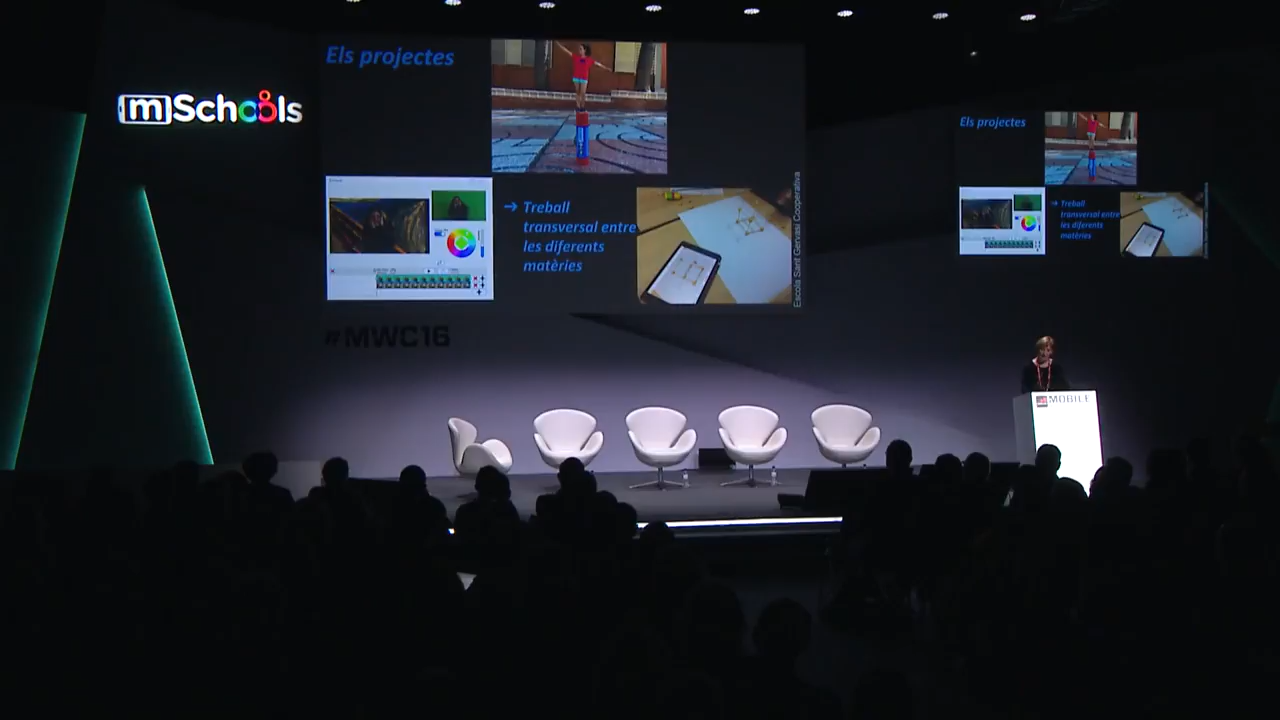 mSchools
Els projectes
➔ Treball
transversal entre
les diferents
matèries
Escola Sant Gervasi Cooperativa
#MWC16
Els projectes
➔ Treball
transversal entre
les diferents
matèries
MOBILE